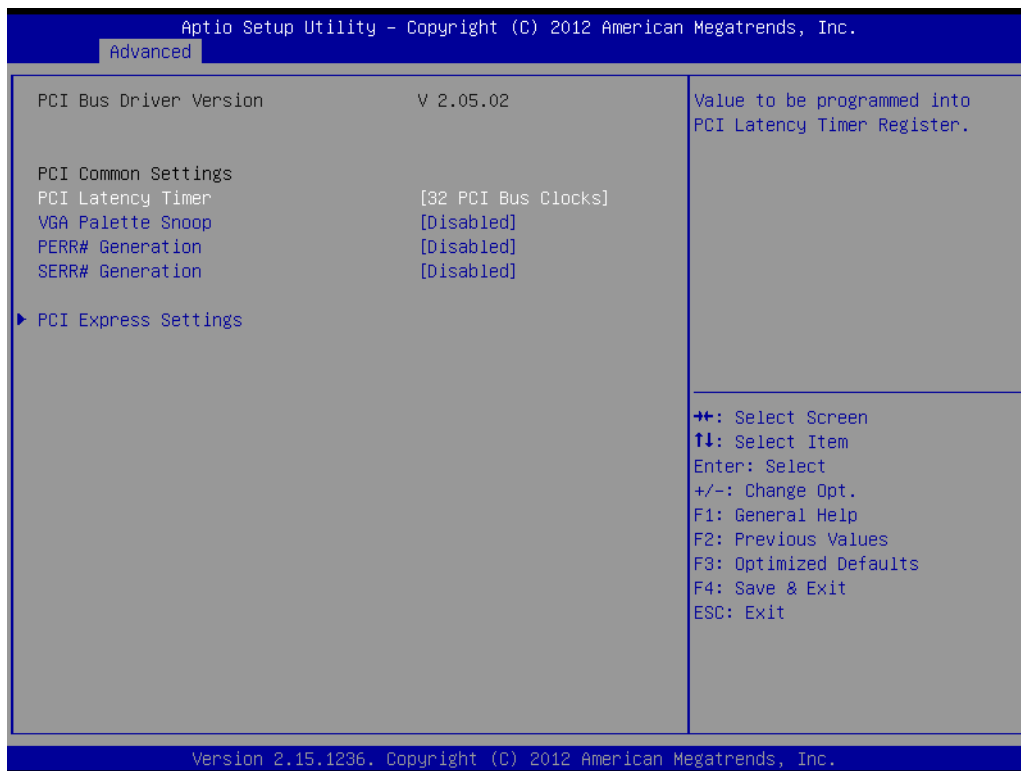 Aptio Setup Utility – Copyright (C) 2012 American Megatrends, Inc.
Advanced
PCI Bus Driver Version V 2.05.02
PCI Common Settings
PCI Latency Timer [32 PCI Bus Clocks]
VGA Palette Snoop [Disabled]
PERR# Generation [Disabled]
SERR# Generation [Disabled]
▶ PCI Express Settings
Value to be programmed into
PCI Latency Timer Register.
→←: Select Screen
↑↓: Select Item
Enter: Select
+/-: Change Opt.
F1: General Help
F2: Previous Values
F3: Optimized Defaults
F4: Save & Exit
ESC: Exit
Version 2.15.1236. Copyright (C) 2012 American Megatrends, Inc.